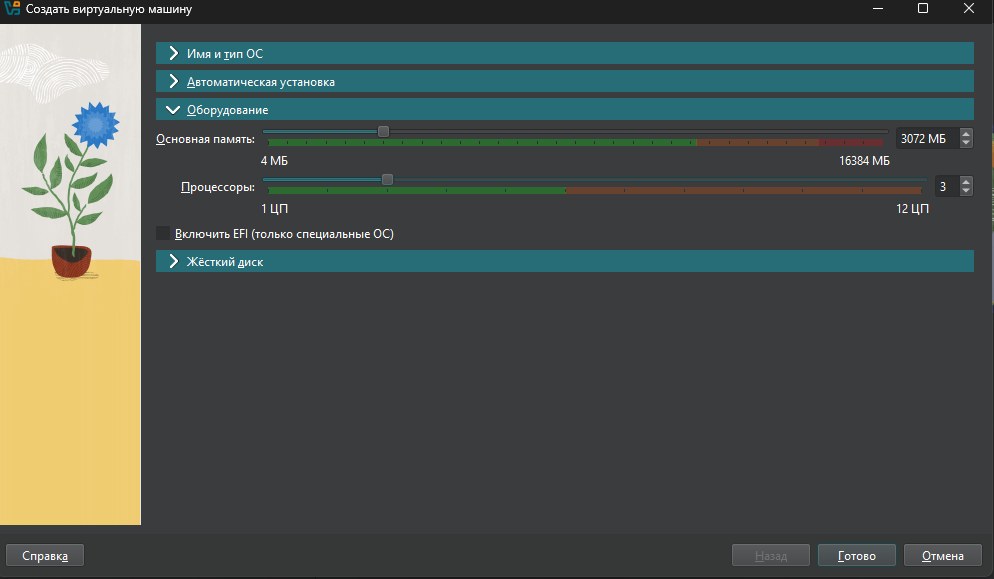 Создать виртуальную машину
Имя и тип ОС
Автоматическая установка
Оборудование
Основная память: 3072 МБ
4 МБ 16384 МБ
Процессоры: 3
1 ЦП 12 ЦП
Включить EFI (только специальные ОС)
Жёсткий диск
Справка Назад Готово Отмена